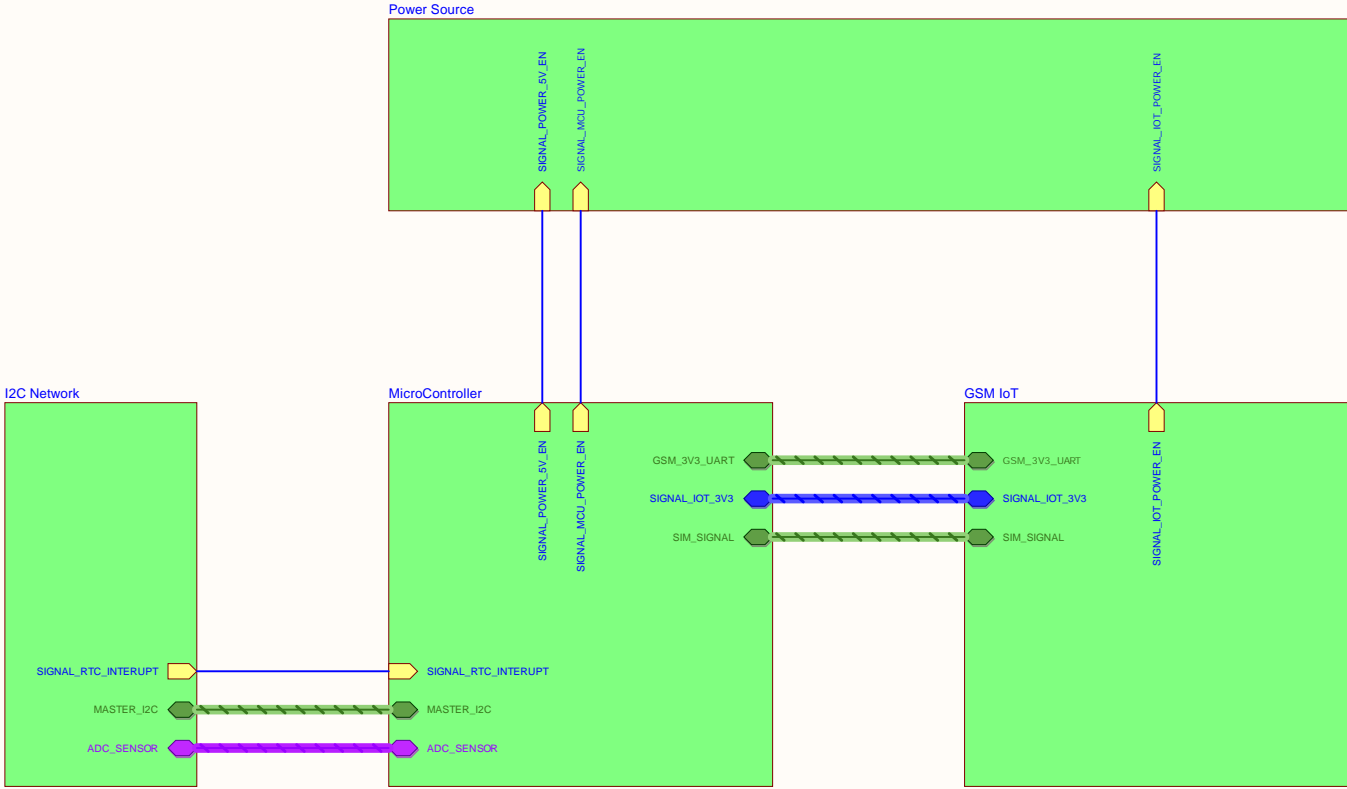 Power Source
SIGNAL_POWER_5V_EN
SIGNAL_MCU_POWER_EN
SIGNAL_IOT_POWER_EN
I2C Network
MicroController
GSM IoT
SIGNAL_POWER_5V_EN
SIGNAL_MCU_POWER_EN
GSM_3V3_UART
GSM_3V3_UART
SIGNAL_IOT_3V3
SIGNAL_IOT_3V3
SIM_SIGNAL
SIM_SIGNAL
SIGNAL_IOT_POWER_EN
SIGNAL_RTC_INTERUPT
SIGNAL_RTC_INTERUPT
MASTER_I2C
MASTER_I2C
ADC_SENSOR
ADC_SENSOR